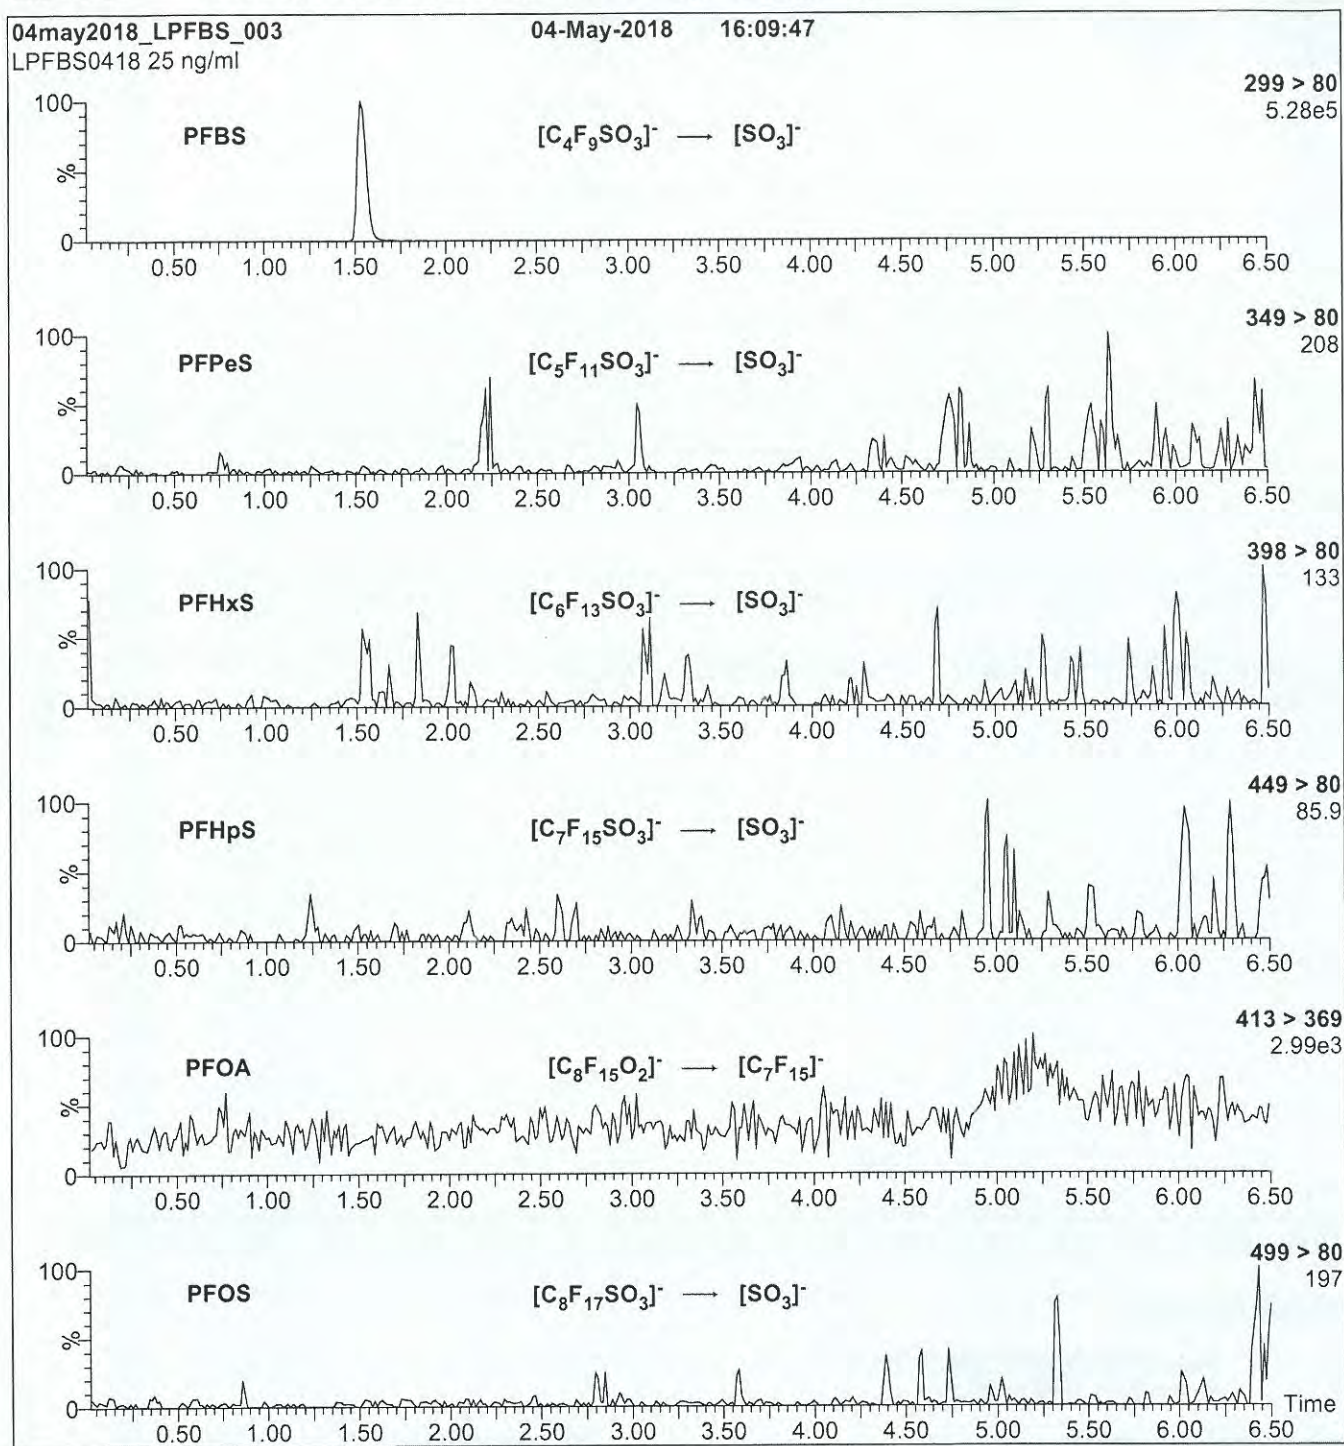 04may2018_LPFBS_003 04-May-2018 16:09:47
LPFBS0418 25 ng/ml
299 > 80
5.28e5
100
%
0
PFBS [C₄F₉SO₃]⁻ → [SO₃]⁻
0.50 1.00 1.50 2.00 2.50 3.00 3.50 4.00 4.50 5.00 5.50 6.00 6.50
349 > 80
208
100
%
0
PFPeS [C₅F₁₁SO₃]⁻ → [SO₃]⁻
0.50 1.00 1.50 2.00 2.50 3.00 3.50 4.00 4.50 5.00 5.50 6.00 6.50
398 > 80
133
100
%
0
PFHxS [C₆F₁₃SO₃]⁻ → [SO₃]⁻
0.50 1.00 1.50 2.00 2.50 3.00 3.50 4.00 4.50 5.00 5.50 6.00 6.50
449 > 80
85.9
100
%
0
PFHpS [C₇F₁₅SO₃]⁻ → [SO₃]⁻
0.50 1.00 1.50 2.00 2.50 3.00 3.50 4.00 4.50 5.00 5.50 6.00 6.50
413 > 369
2.99e3
100
%
0
PFOA [C₈F₁₅O₂]⁻ → [C₇F₁₅]⁻
0.50 1.00 1.50 2.00 2.50 3.00 3.50 4.00 4.50 5.00 5.50 6.00 6.50
499 > 80
197
100
%
0
PFOS [C₈F₁₇SO₃]⁻ → [SO₃]⁻
Time
0.50 1.00 1.50 2.00 2.50 3.00 3.50 4.00 4.50 5.00 5.50 6.00 6.50